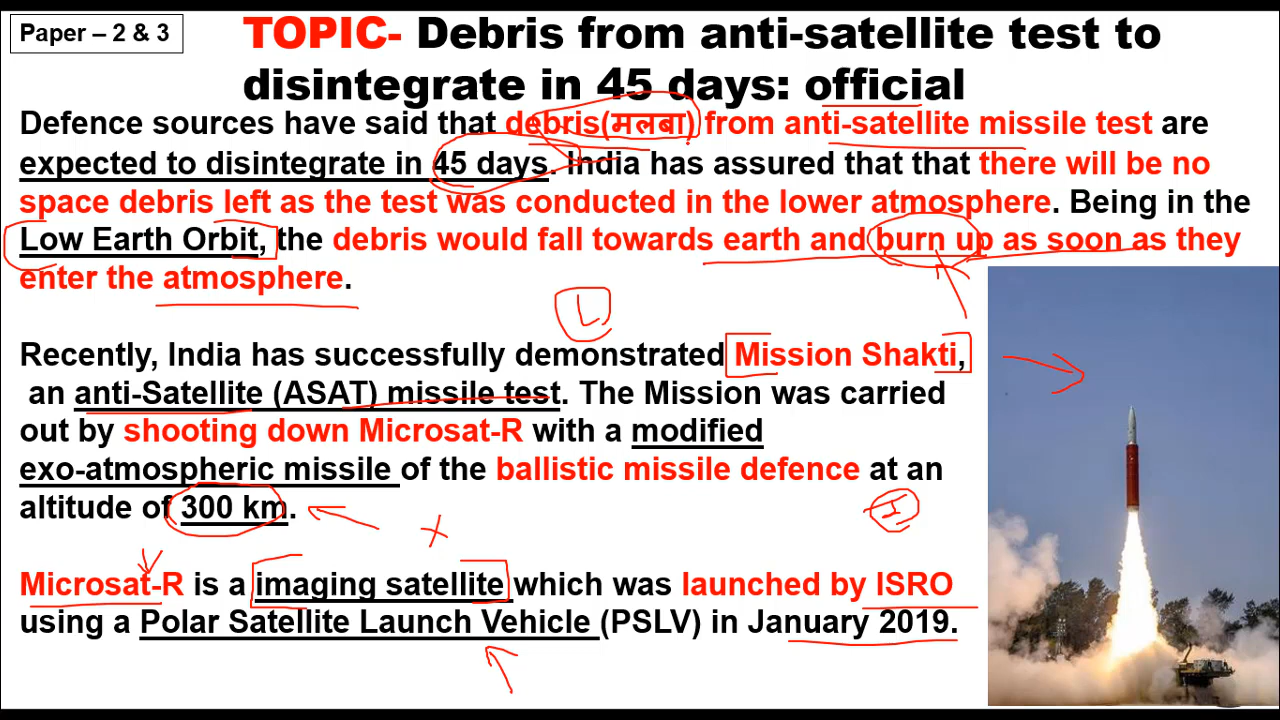 Paper – 2 & 3
TOPIC- Debris from anti-satellite test to
disintegrate in 45 days: official
Defence sources have said that debris(मलबा) from anti-satellite missile test are
expected to disintegrate in 45 days. India has assured that that there will be no
space debris left as the test was conducted in the lower atmosphere. Being in the
Low Earth Orbit, the debris would fall towards earth and burn up as soon as they
enter the atmosphere.
L
Recently, India has successfully demonstrated Mission Shakti,
an anti-Satellite (ASAT) missile test. The Mission was carried
out by shooting down Microsat-R with a modified
exo-atmospheric missile of the ballistic missile defence at an
altitude of 300 km.
I
Microsat-R is a imaging satellite which was launched by ISRO
using a Polar Satellite Launch Vehicle (PSLV) in January 2019.